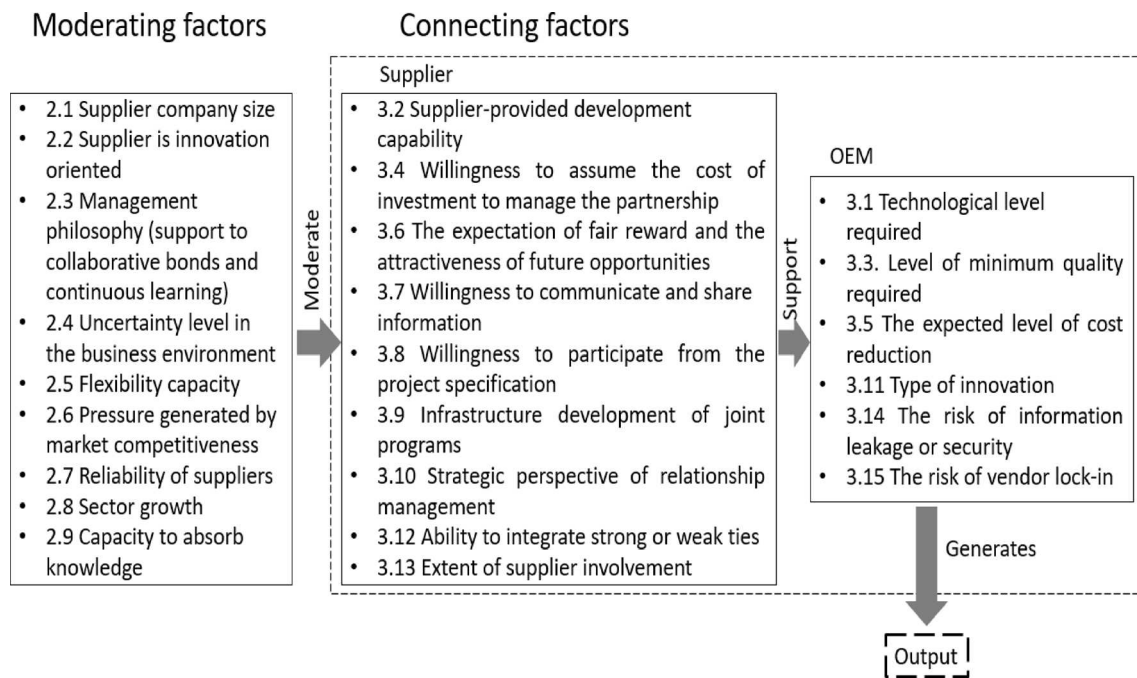 Moderating factors
Connecting factors
• 2.1 Supplier company size
• 2.2 Supplier is innovation
oriented
• 2.3 Management
philosophy (support to
collaborative bonds and
continuous learning)
• 2.4 Uncertainty level in
the business environment
• 2.5 Flexibility capacity
• 2.6 Pressure generated by
market competitiveness
• 2.7 Reliability of suppliers
• 2.8 Sector growth
• 2.9 Capacity to absorb
knowledge
Moderate
Supplier
• 3.2 Supplier-provided development
capability
• 3.4 Willingness to assume the cost of
investment to manage the partnership
• 3.6 The expectation of fair reward and the
attractiveness of future opportunities
• 3.7 Willingness to communicate and share
information
• 3.8 Willingness to participate from the
project specification
• 3.9 Infrastructure development of joint
programs
• 3.10 Strategic perspective of relationship
management
• 3.12 Ability to integrate strong or weak ties
• 3.13 Extent of supplier involvement
Support
OEM
• 3.1 Technological level
required
• 3.3. Level of minimum quality
required
• 3.5 The expected level of cost
reduction
• 3.11 Type of innovation
• 3.14 The risk of information
leakage or security
• 3.15 The risk of vendor lock-in
Generates
Output